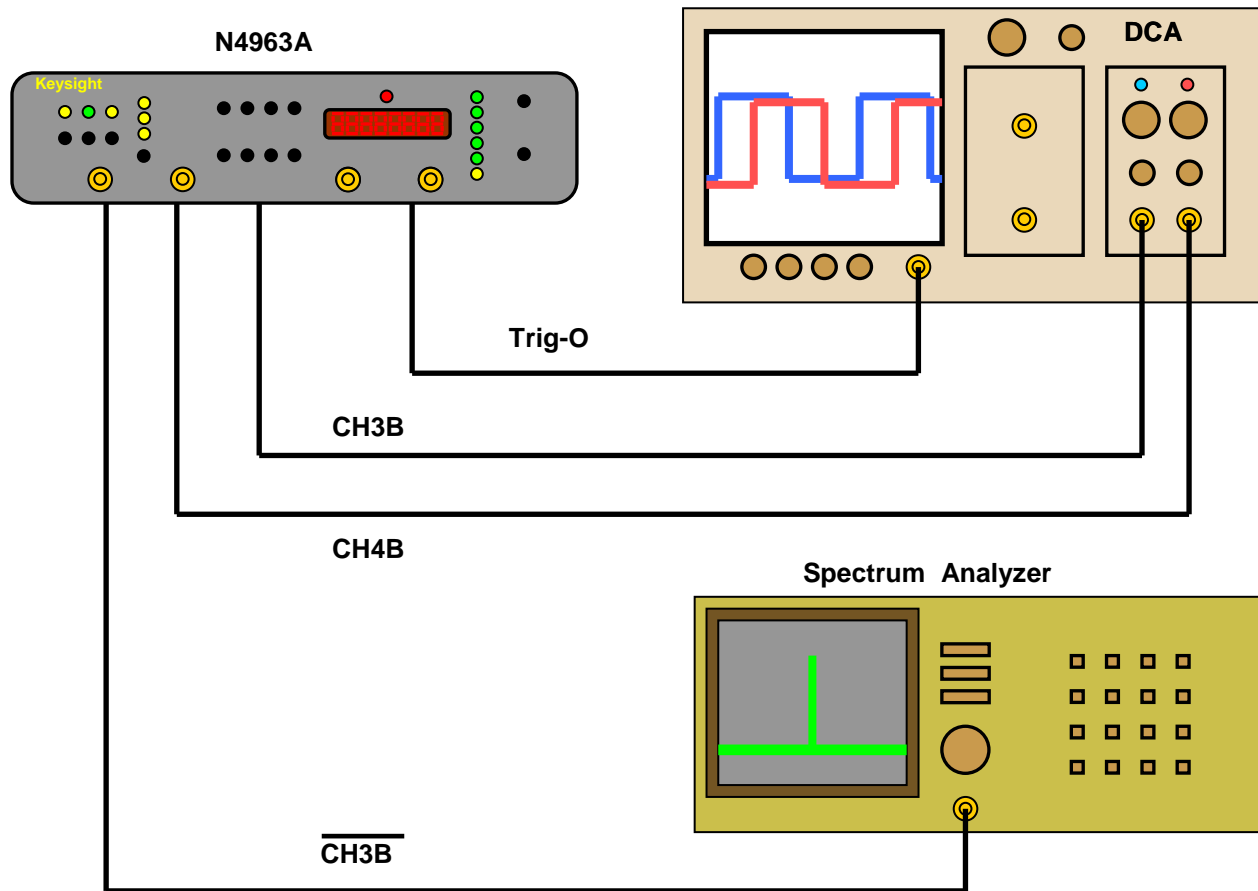 N4963A
DCA
Keysight
Trig-O
CH3B
CH4B
Spectrum Analyzer
CH3B